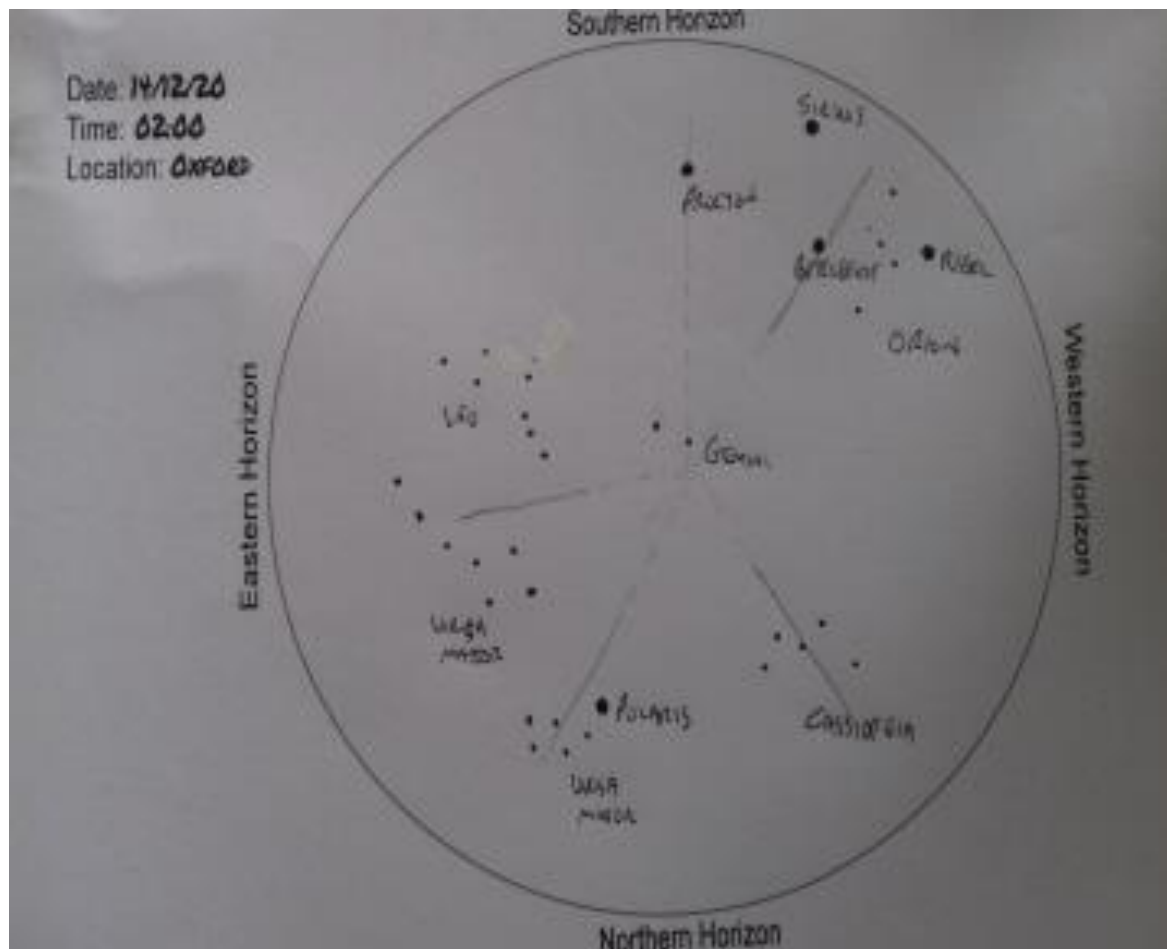 Southern Horizon
Date: 14/12/20
Time: 02:00
Location: OXFORD
SIRIUS
PROCYON
RIGEL
ORION
LEO
Eastern Horizon
Western Horizon
GEMINI
URSA
MAJOR
POLARIS
CASSIOPEIA
URSA
MINOR
Northern Horizon